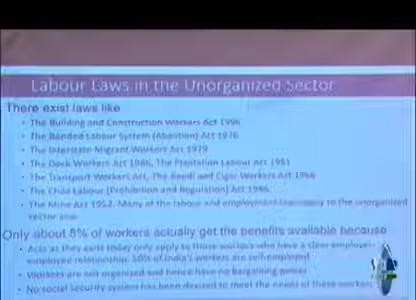 Labour Laws in the Unorganized Sector
There exist laws like
• The Building and Construction Workers Act 1996
• The Bonded Labour System (Abolition) Act 1976
• The Interstate Migrant Workers Act 1979
• The Dock Workers Act 1986, The Plantation Labour Act 1951
• The Transport Workers Act, The Beedi and Cigar Workers Act 1966
• The Child Labour (Prohibition and Regulation) Act 1986
• The Mine Act 1952. Many of the labour and employment to the unorganized
sector also
Only about 8% of workers actually get the benefits available because
• Acts as they exist today only apply to those workers who have a clear employer-
employee relationship. 50% of India's workers are self-employed
• Workers are not organized and hence have no bargaining power
• No social security system has been devised to meet the needs of these workers